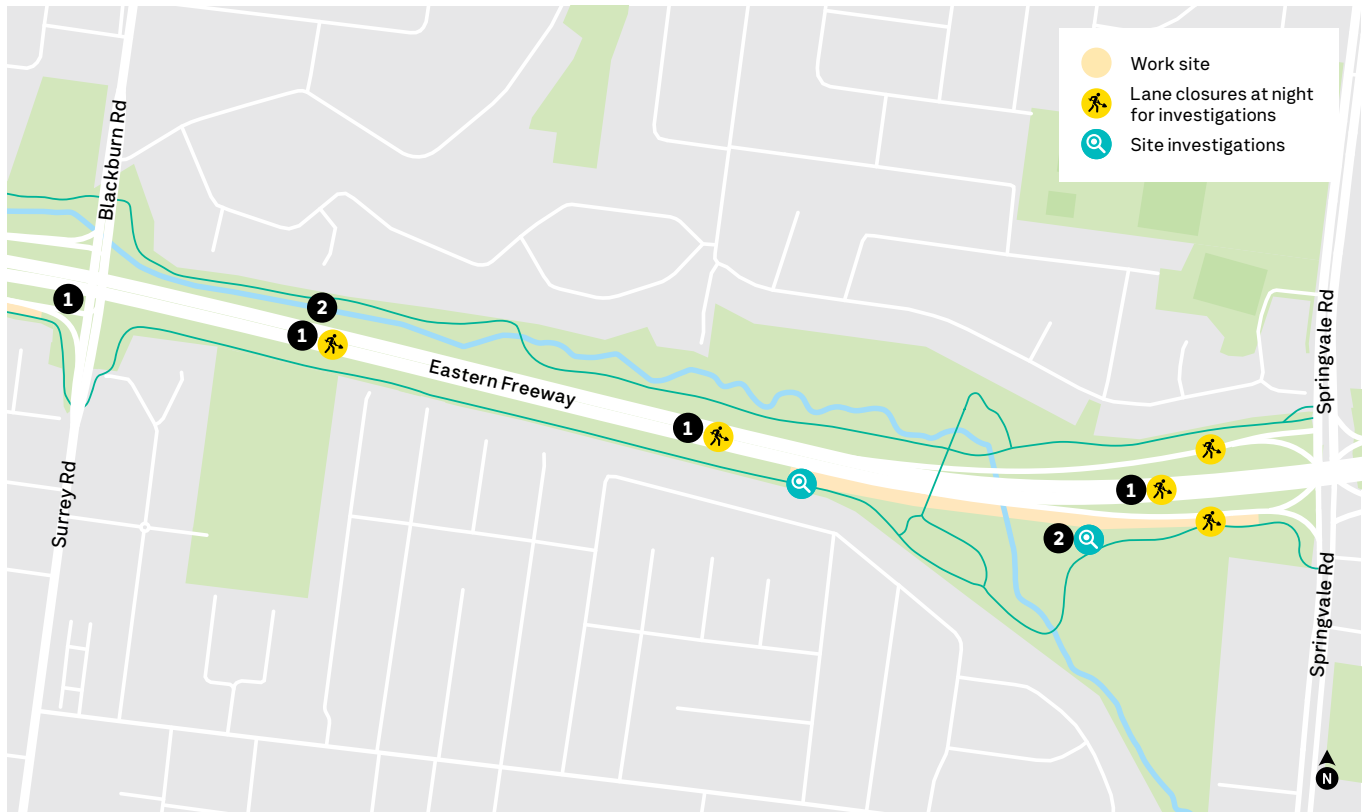 Work site
Lane closures at night
for investigations
Site investigations
Blackburn Rd
1
2
1
Eastern Freeway
Springvale Rd
1
1
2
Surrey Rd
Springvale Rd
N